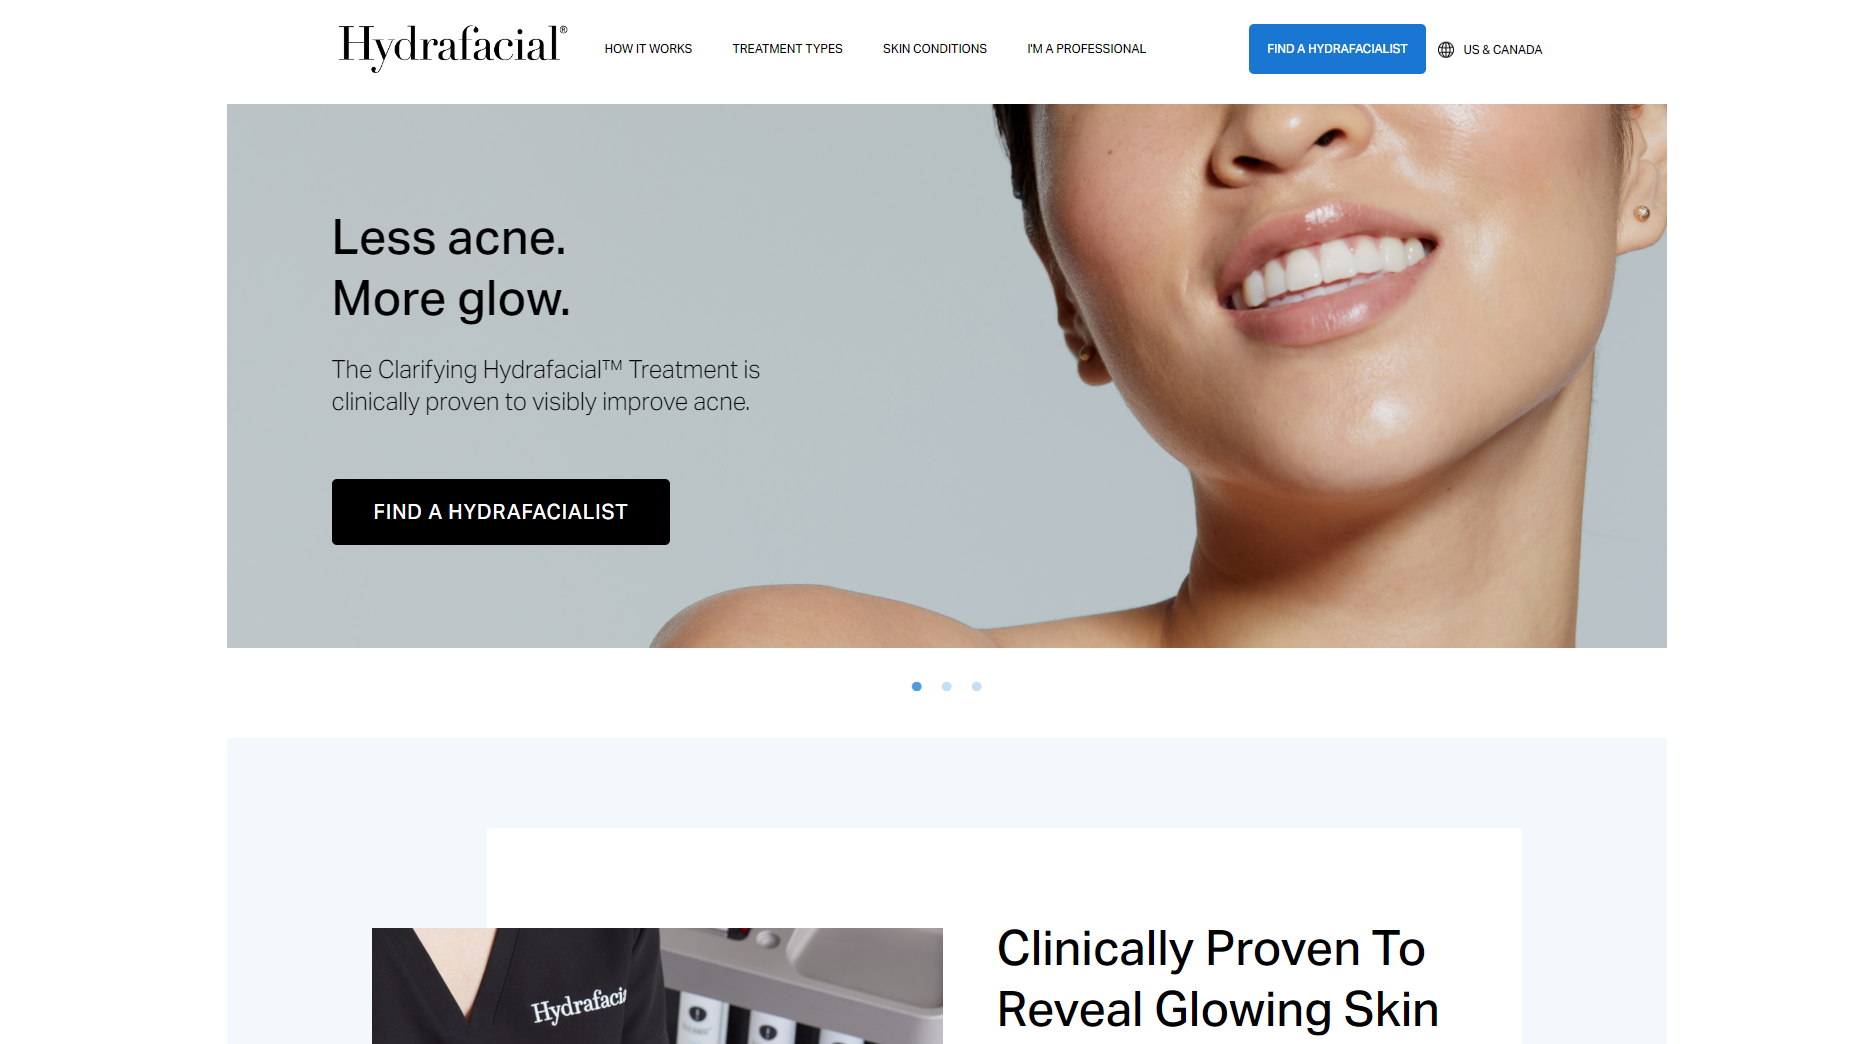 Hydrafacial®
HOW IT WORKS
TREATMENT TYPES
SKIN CONDITIONS
I'M A PROFESSIONAL
FIND A HYDRAFACIALIST
US & CANADA
Less acne.
More glow.
The Clarifying Hydrafacial™ Treatment is
clinically proven to visibly improve acne.
FIND A HYDRAFACIALIST
Clinically Proven To
Reveal Glowing Skin
Hydrafacial